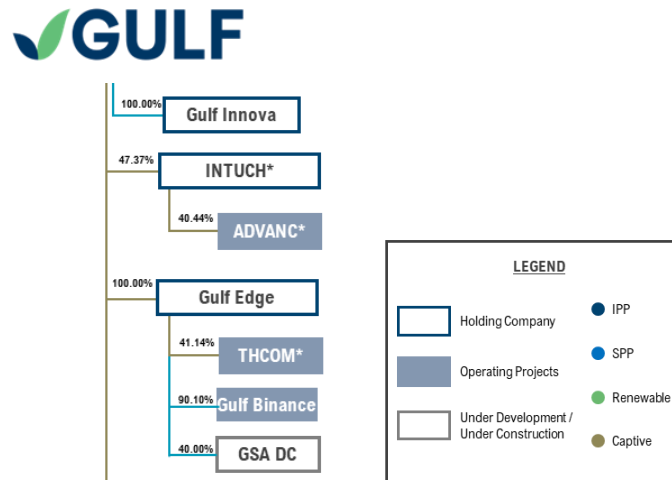 GULF
100.00%
Gulf Innova
47.37%
INTUCH*
40.44%
ADVANC*
100.00%
Gulf Edge
41.14%
THCOM*
90.10%
Gulf Binance
40.00%
GSA DC
LEGEND
Holding Company
Operating Projects
Under Development /
Under Construction
IPP
SPP
Renewable
Captive